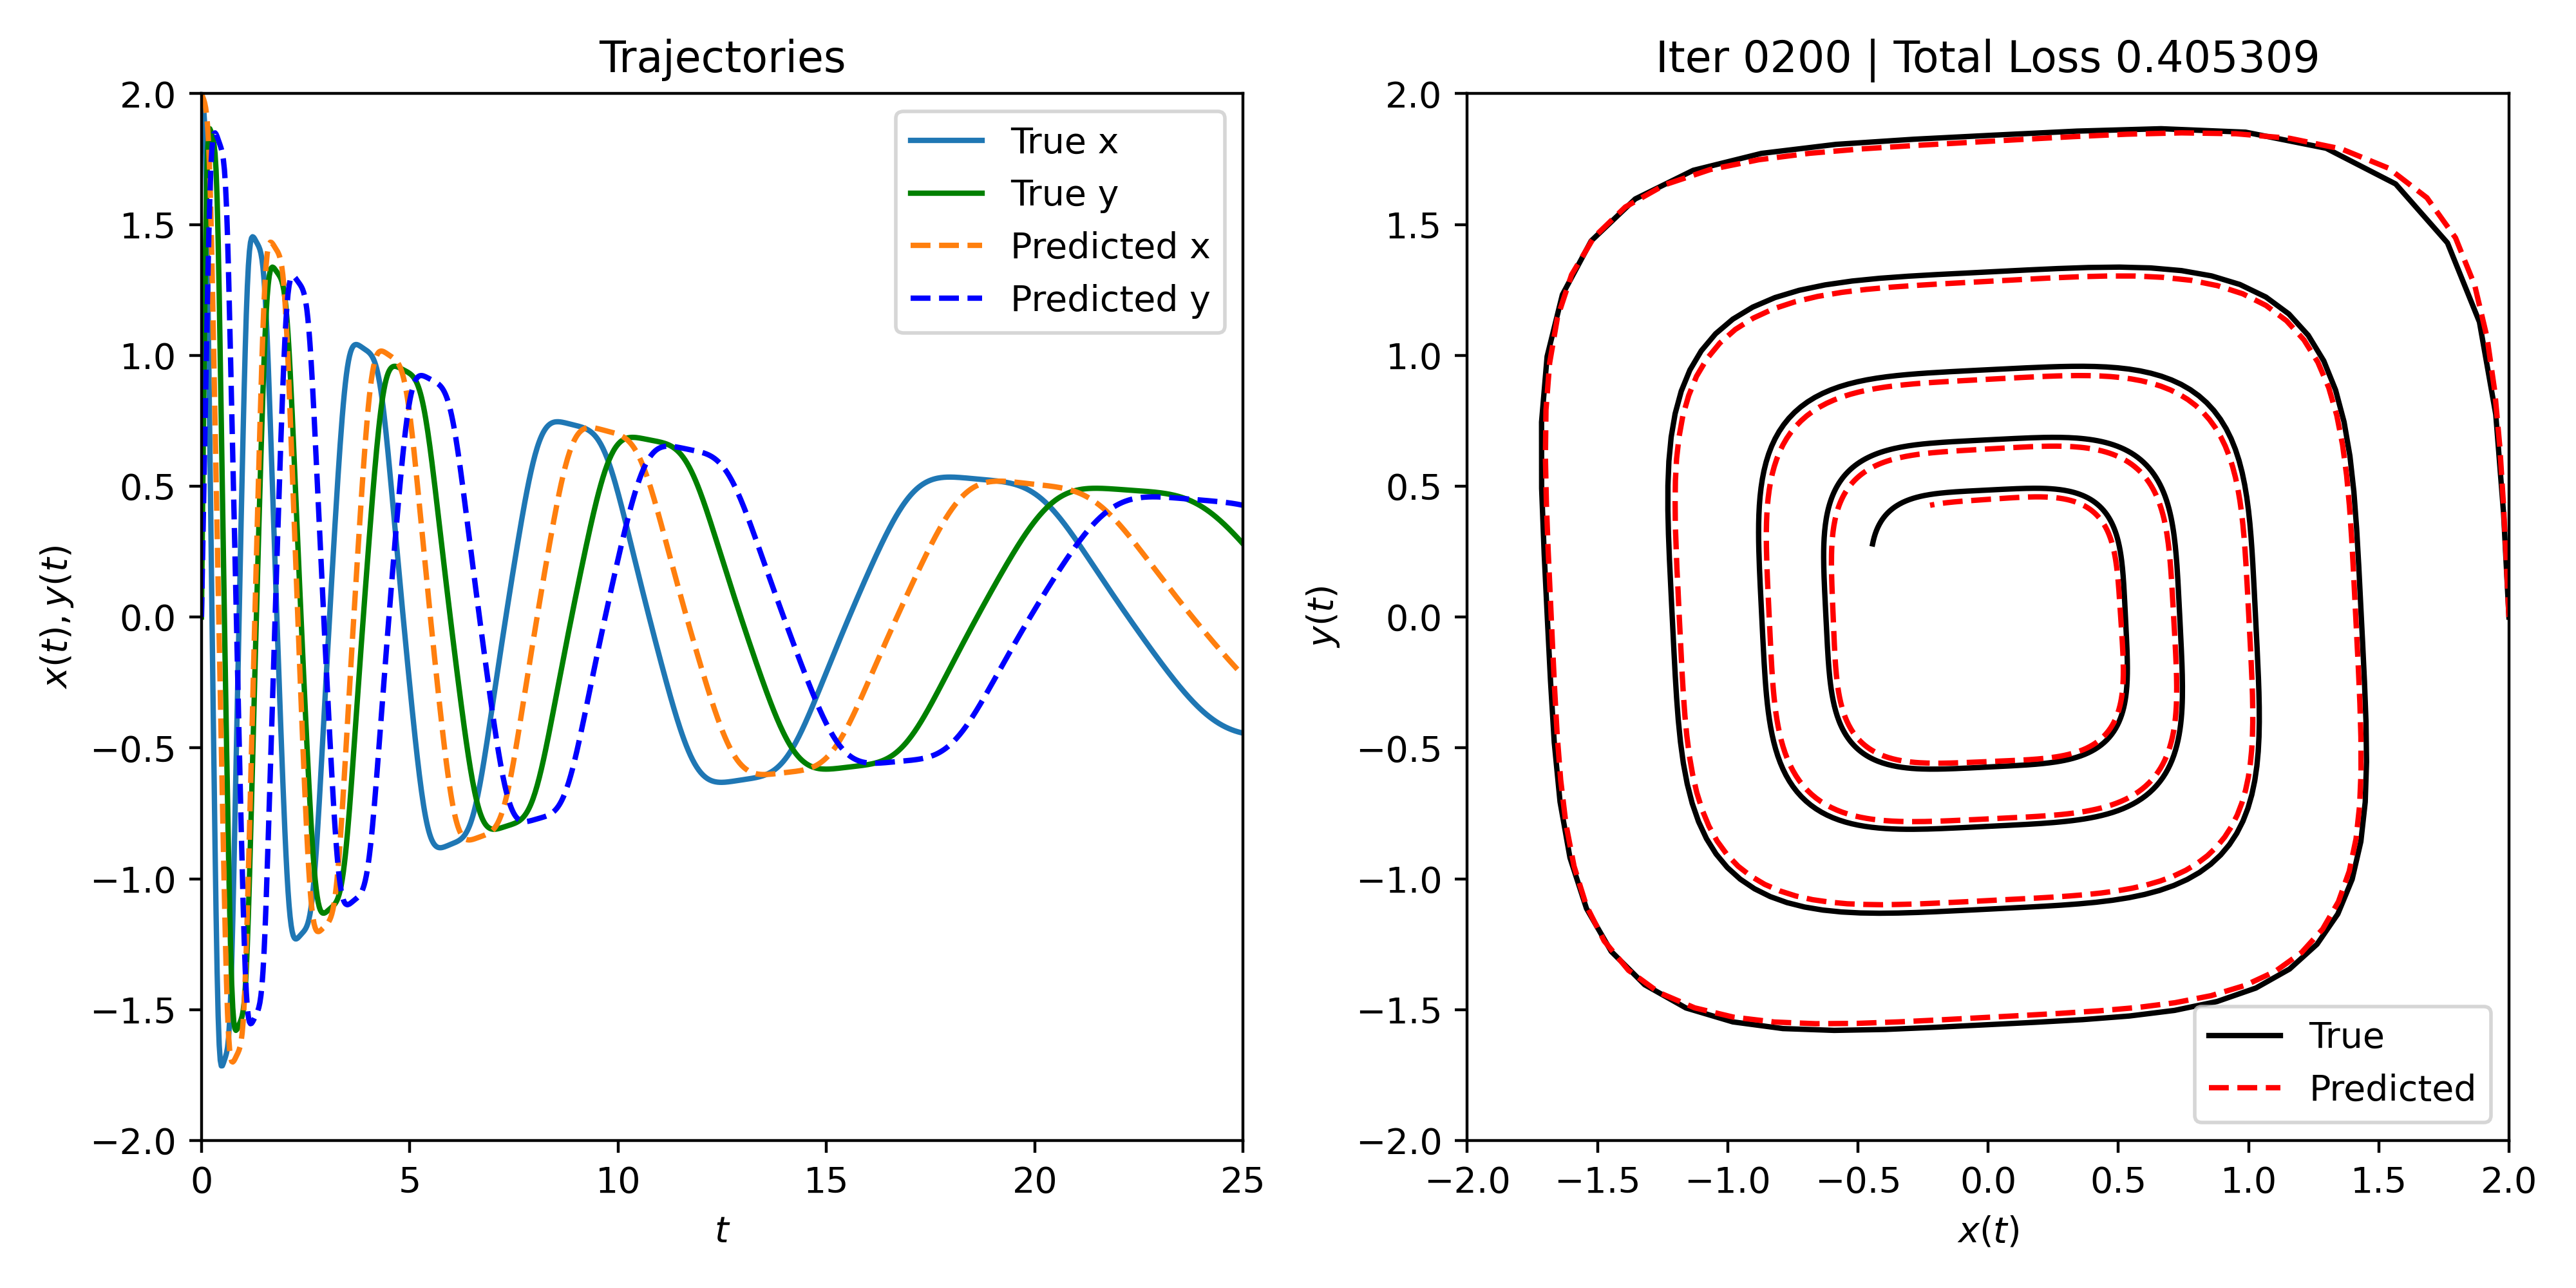 Trajectories
2.0
1.5
1.0
0.5
0.0
−0.5
−1.0
−1.5
−2.0
x(t), y(t)
0 5 10 15 20 25
t
True x
True y
Predicted x
Predicted y
Iter 0200 | Total Loss 0.405309
2.0
1.5
1.0
0.5
0.0
−0.5
−1.0
−1.5
−2.0
y(t)
−2.0 −1.5 −1.0 −0.5 0.0 0.5 1.0 1.5 2.0
x(t)
True
Predicted